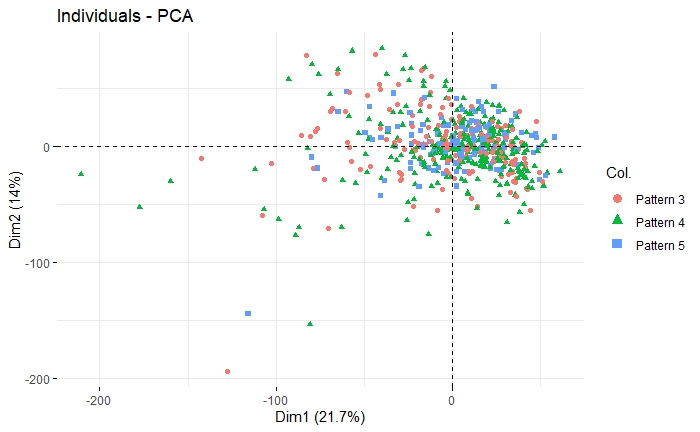 Individuals - PCA
Dim2 (14%)
0
-100
-200
-200
-100
0
Dim1 (21.7%)
Col.
Pattern 3
Pattern 4
Pattern 5